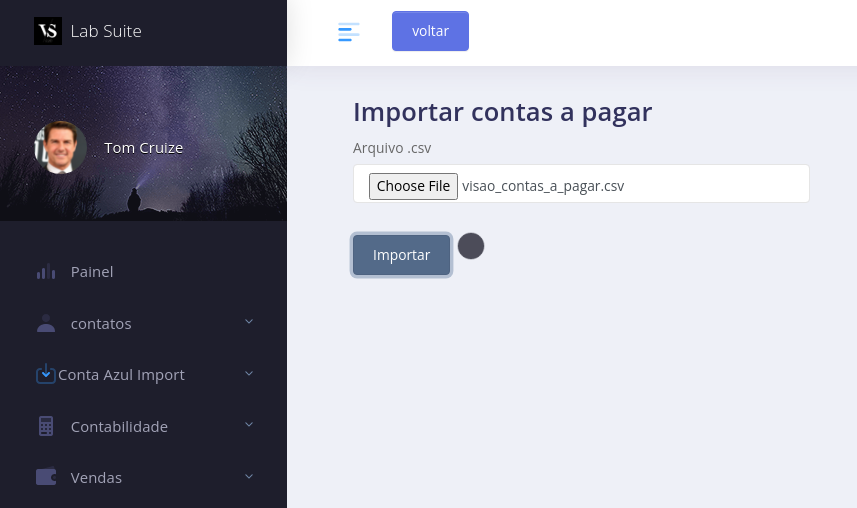 VS Lab Suite
voltar
Tom Cruize
Importar contas a pagar
Arquivo .csv
Choose File visao_contas_a_pagar.csv
Importar
Painel
contatos
Conta Azul Import
Contabilidade
Vendas